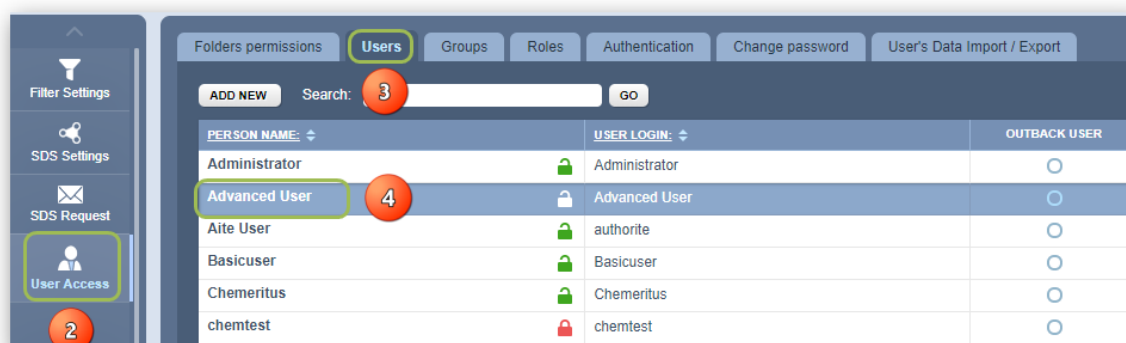 Folders permissions Users Groups Roles Authentication Change password User's Data Import / Export
Filter Settings
SDS Settings
SDS Request
User Access
2
ADD NEW Search: 3 GO
PERSON NAME: USER LOGIN: OUTBACK USER
Administrator Administrator
Advanced User 4 Advanced User
Aite User authorite
Basicuser Basicuser
Chemeritus Chemeritus
chemtest chemtest